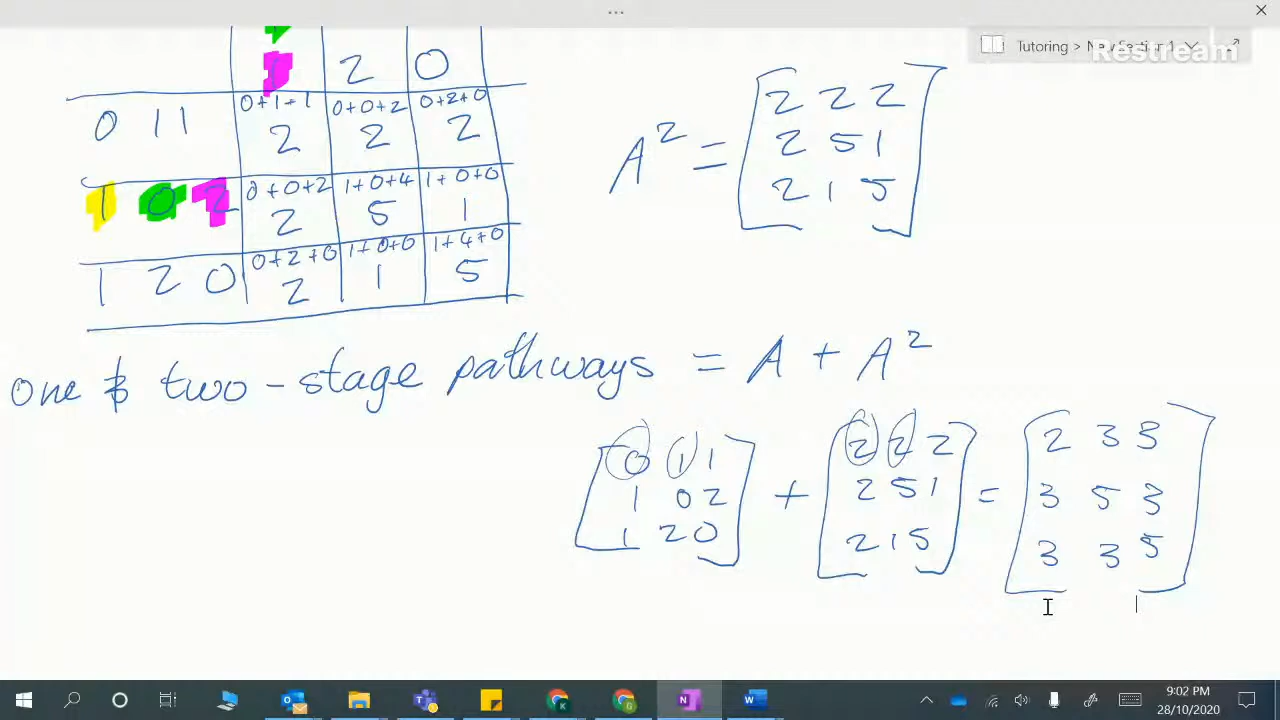 ...
Tutoring > New Section 1
Restream
2 0
0 1 1
0+1+1 0+0+2 0+2+0
2 2 2
1 0 2
0+0+2 1+0+4 1+0+0
2 5 1
1 2 0
0+2+0 1+0+0 1+4+0
2 1 5
A² =
2 2 2
2 5 1
2 1 5
one & two-stage pathways = A + A²
0 1 1
1 0 2
1 2 0
+
2 2 2
2 5 1
2 1 5
=
2 3 3
3 5 3
3 3 5
9:02 PM
28/10/2020